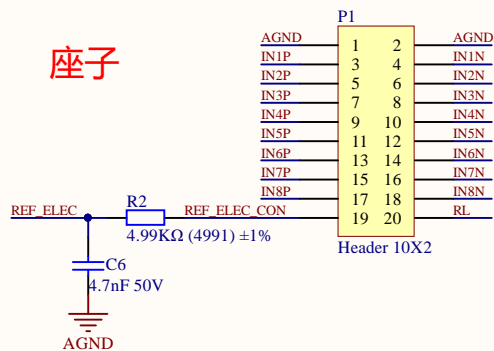 座子
P1
AGND 1 2 AGND
IN1P 3 4 IN1N
IN2P 5 6 IN2N
IN3P 7 8 IN3N
IN4P 9 10 IN4N
IN5P 11 12 IN5N
IN6P 13 14 IN6N
IN7P 15 16 IN7N
IN8P 17 18 IN8N
REF_ELEC R2 REF_ELEC_CON 19 20 RL
4.99KΩ (4991) ±1%
Header 10X2
C6
4.7nF 50V
AGND